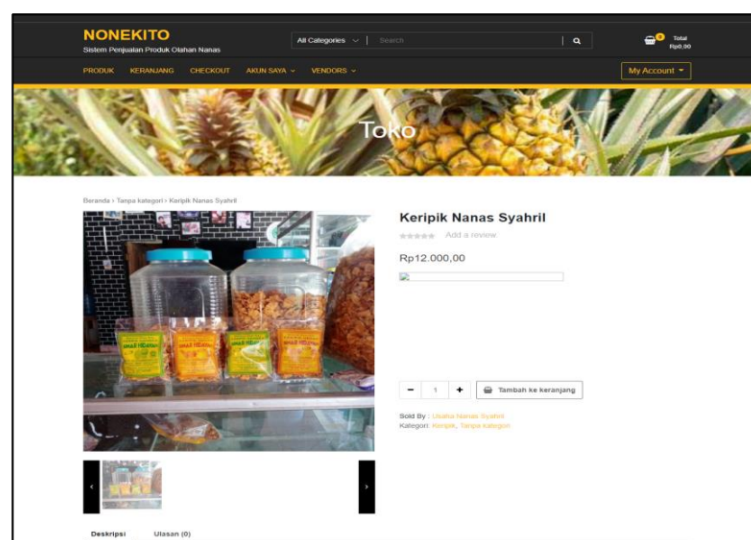 NONEKITO
Sistem Penjualan Produk Olahan Nanas
All Categories
Search
0
Total
Rp0,00
PRODUK KERANJANG CHECKOUT AKUN SAYA VENDORS
My Account
Toko
Beranda › Tanpa kategori › Keripik Nanas Syahril
Keripik Nanas Syahril
Add a review
Rp12.000,00
- 1 +
Tambah ke keranjang
Sold By : Usaha Nanas Syahril
Kategori: Keripik, Tanpa kategori
Deskripsi Ulasan (0)